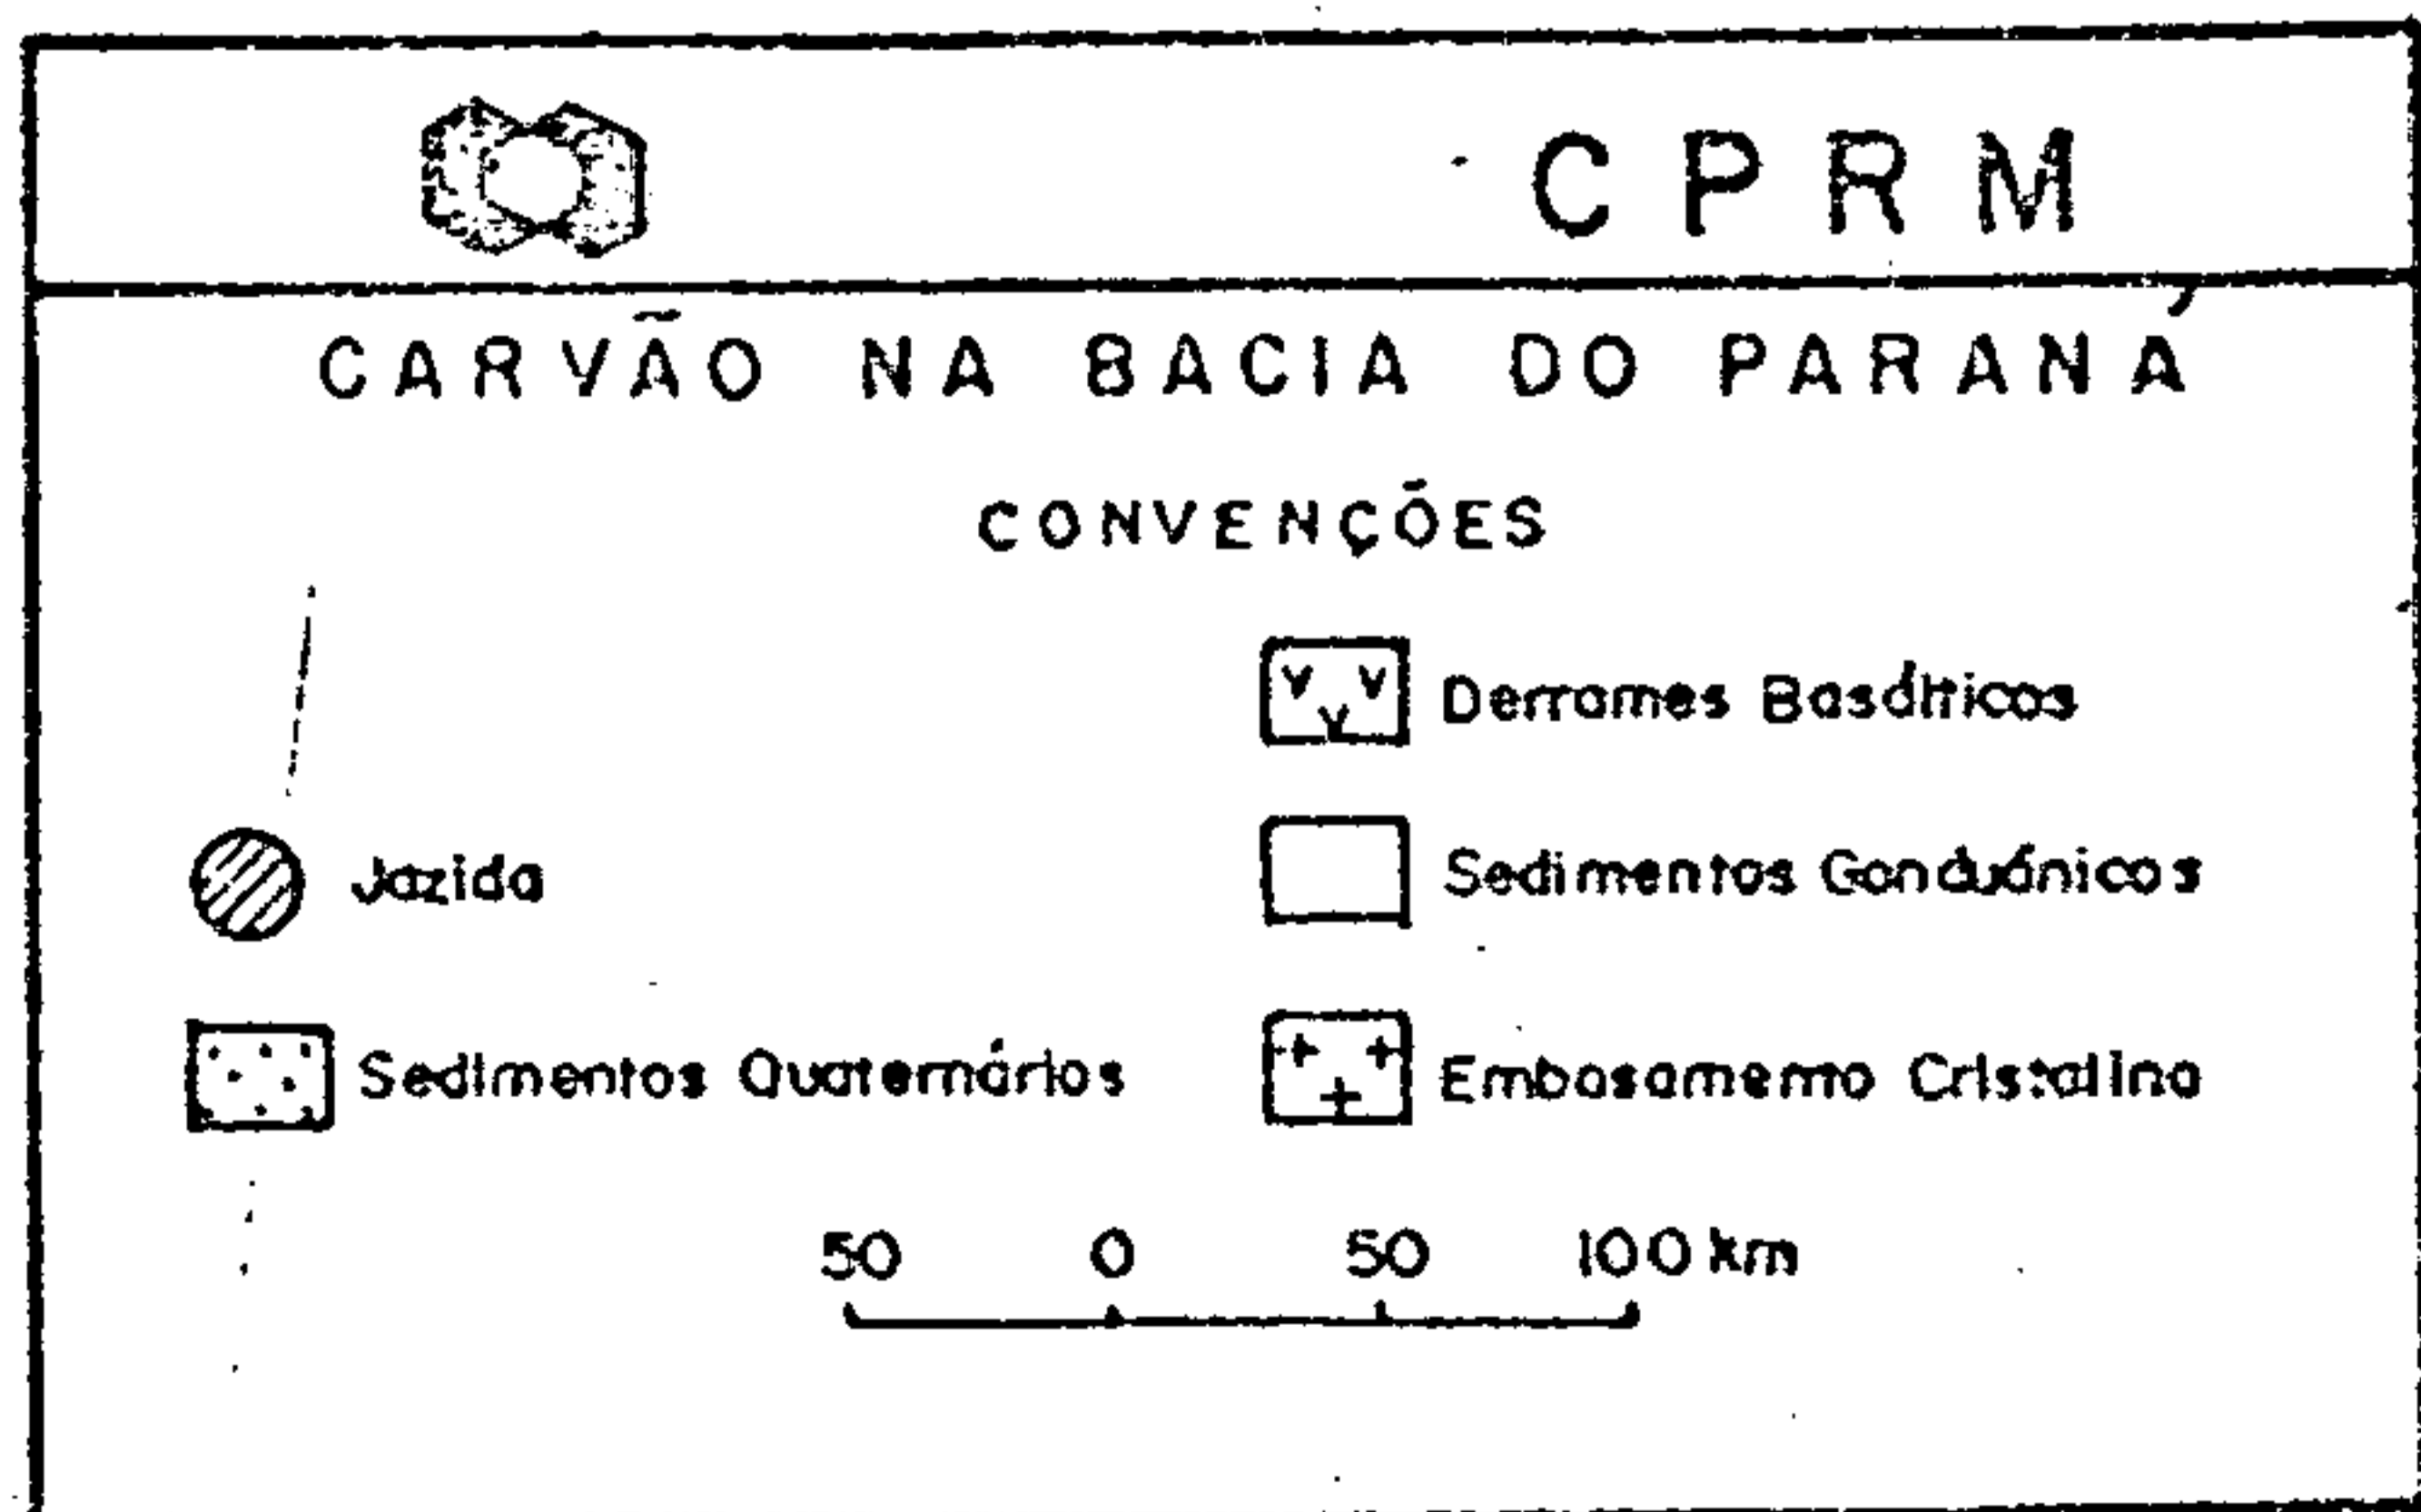 CPRM
CARVÃO NA BACIA DO PARANÁ
CONVENÇÕES
Derrames Basálticos
Jazida
Sedimentos Gonduânicos
Sedimentos Quaternários
Embasamento Cristalino
50 0 50 100 km